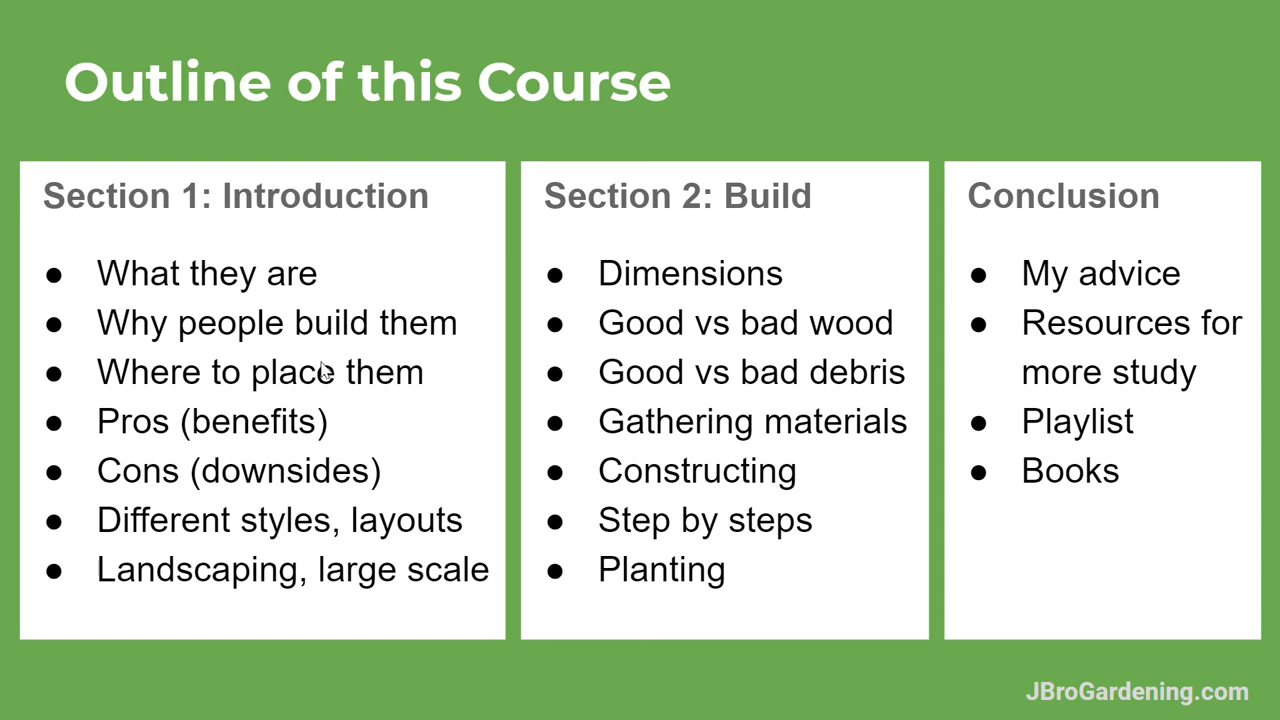 Outline of this Course
Section 1: Introduction
● What they are
● Why people build them
● Where to place them
● Pros (benefits)
● Cons (downsides)
● Different styles, layouts
● Landscaping, large scale
Section 2: Build
● Dimensions
● Good vs bad wood
● Good vs bad debris
● Gathering materials
● Constructing
● Step by steps
● Planting
Conclusion
● My advice
● Resources for
more study
● Playlist
● Books
JBroGardening.com